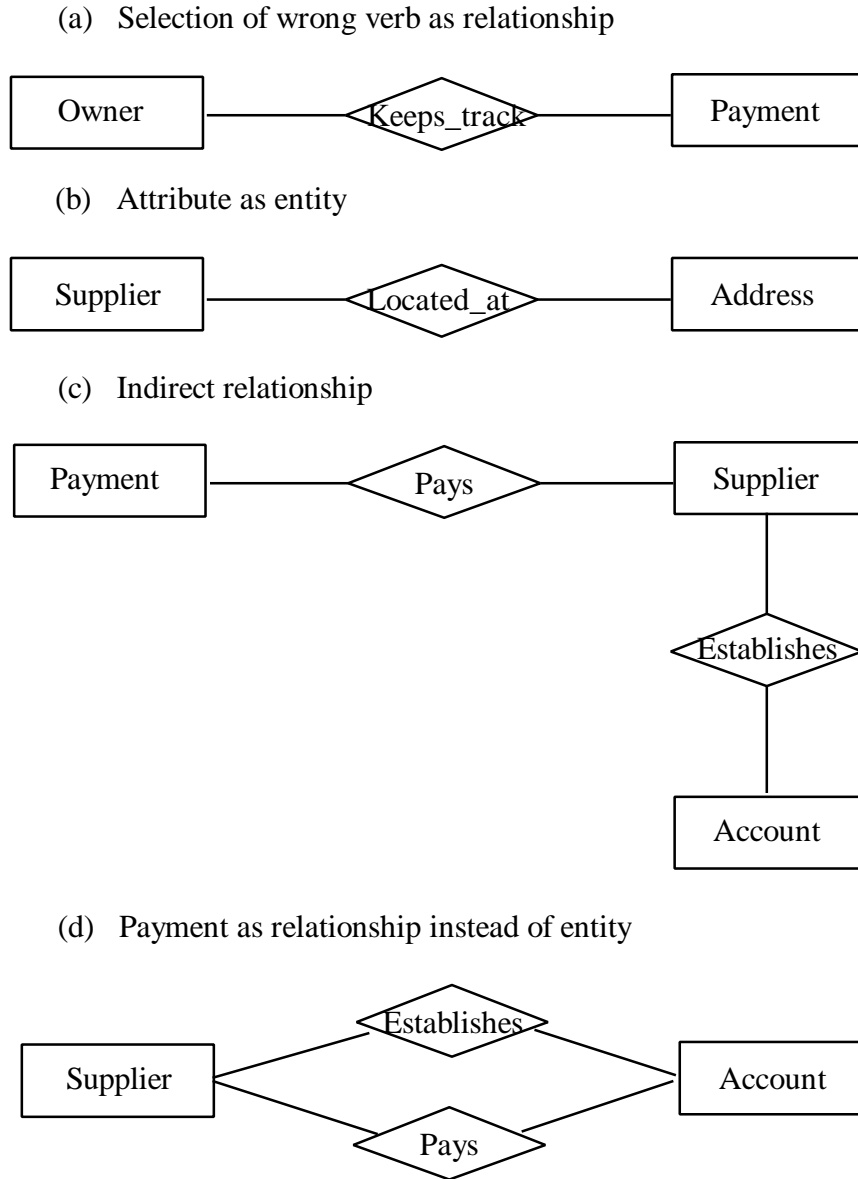 (a) Selection of wrong verb as relationship
Owner Keeps_track Payment
(b) Attribute as entity
Supplier Located_at Address
(c) Indirect relationship
Payment Pays Supplier
Establishes
Account
(d) Payment as relationship instead of entity
Establishes
Supplier Account
Pays